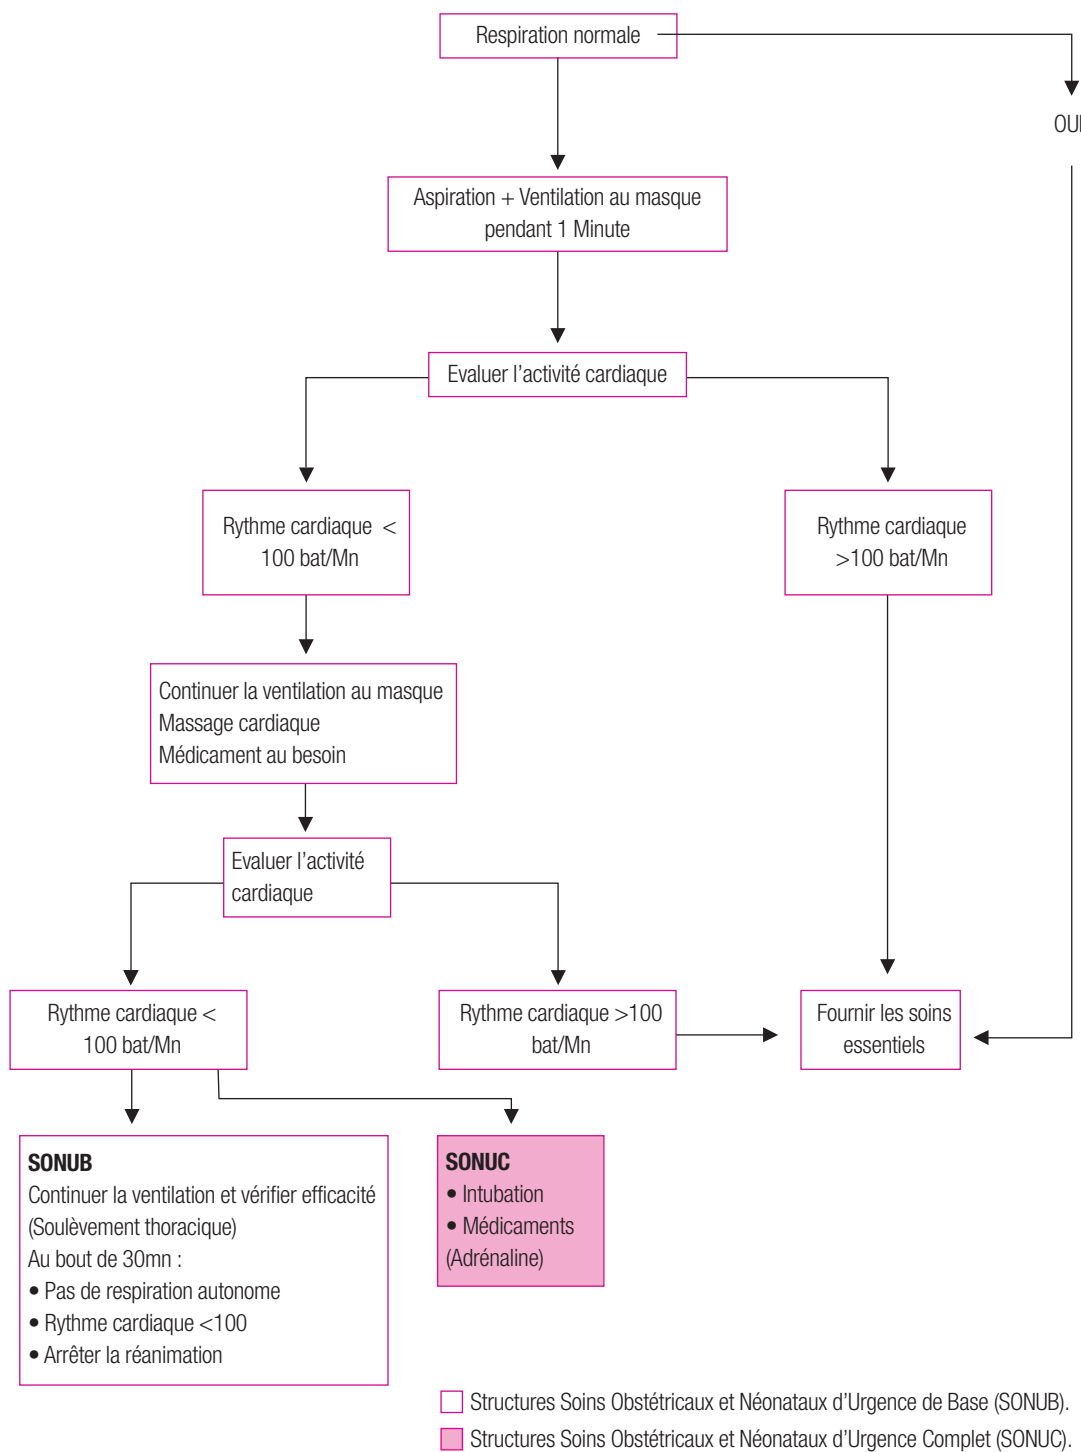 Respiration normale
OUI
Aspiration + Ventilation au masque
pendant 1 Minute
Evaluer l’activité cardiaque
Rythme cardiaque <
100 bat/Mn
Rythme cardiaque
>100 bat/Mn
Continuer la ventilation au masque
Massage cardiaque
Médicament au besoin
Evaluer l’activité
cardiaque
Rythme cardiaque <
100 bat/Mn
Rythme cardiaque >100
bat/Mn
Fournir les soins
essentiels
SONUB
Continuer la ventilation et vérifier efficacité
(Soulèvement thoracique)
Au bout de 30mn :
• Pas de respiration autonome
• Rythme cardiaque <100
• Arrêter la réanimation
SONUC
• Intubation
• Médicaments
(Adrénaline)
Structures Soins Obstétricaux et Néonataux d’Urgence de Base (SONUB).
Structures Soins Obstétricaux et Néonataux d’Urgence Complet (SONUC).